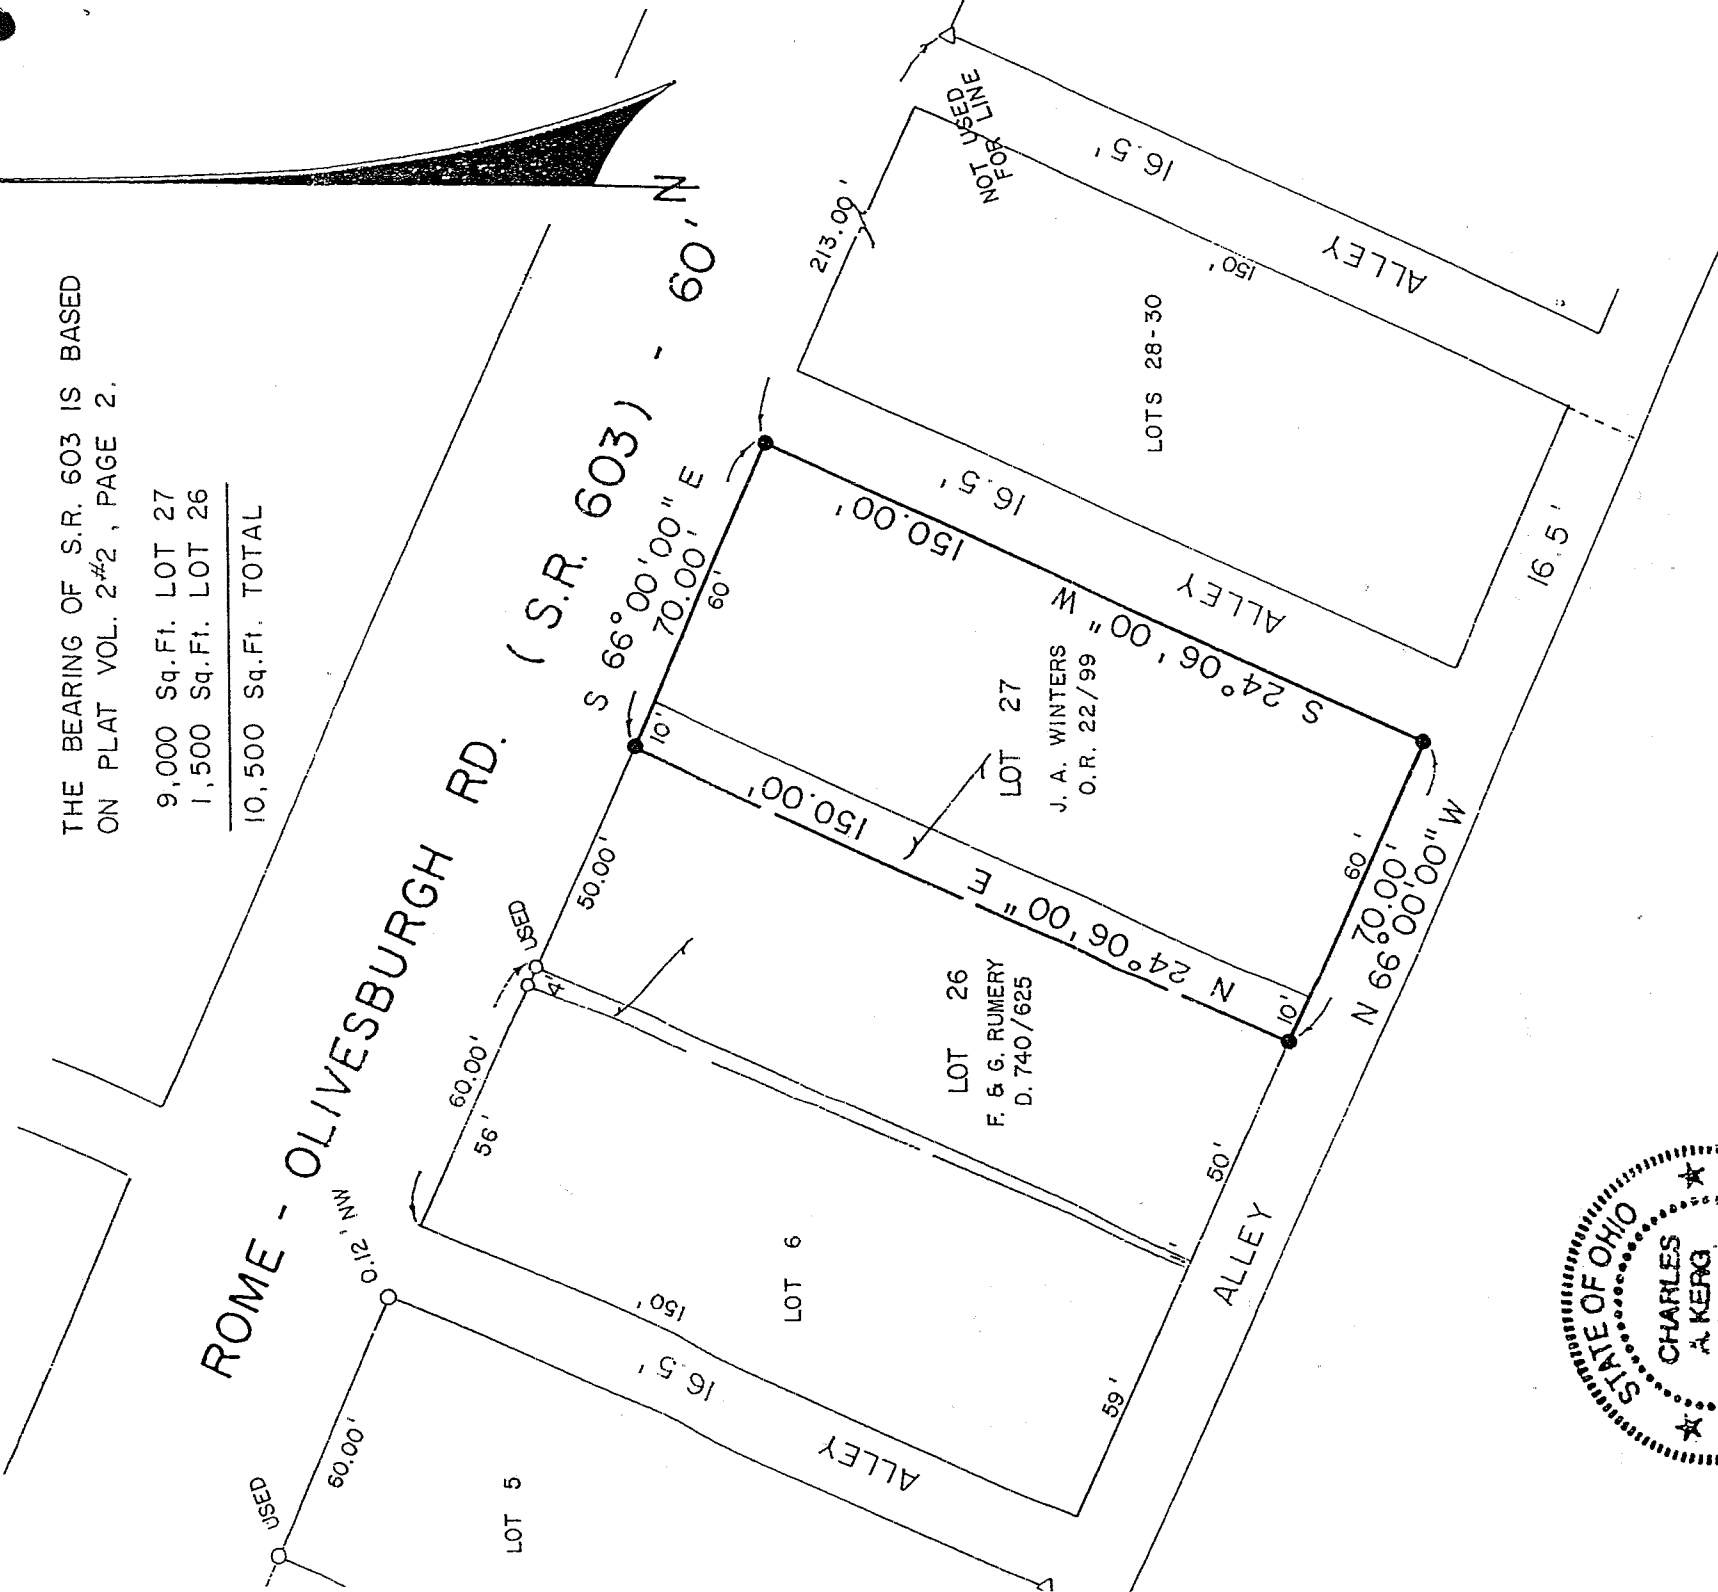 THE BEARING OF S.R. 603 IS BASED
ON PLAT VOL. 2#2, PAGE 2.
9,000 Sq.Ft. LOT 27
1,500 Sq.Ft. LOT 26
10,500 Sq.Ft. TOTAL
N
ROME - OLIVESBURGH RD. (S.R. 603) - 60'
USED
60.00'
0.12' NW
LOT 5
16.5'
ALLEY
150'
56'
60.00'
4'
USED
LOT 6
59'
50.00'
LOT 26
F. & G. RUMERY
D. 740/625
50'
ALLEY
S 66°00'00" E
70.00'
10'
60'
N 24°06'00" E
150.00'
LOT 27
J. A. WINTERS
O.R. 22/99
S 24°06'00" W
150.00'
10'
60'
70.00'
N 66°00'00" W
16.5'
ALLEY
213.00'
LOTS 28-30
150'
16.5'
NOT USED
FOR LINE
16.5'
ALLEY
STATE OF OHIO
CHARLES
A. KERG